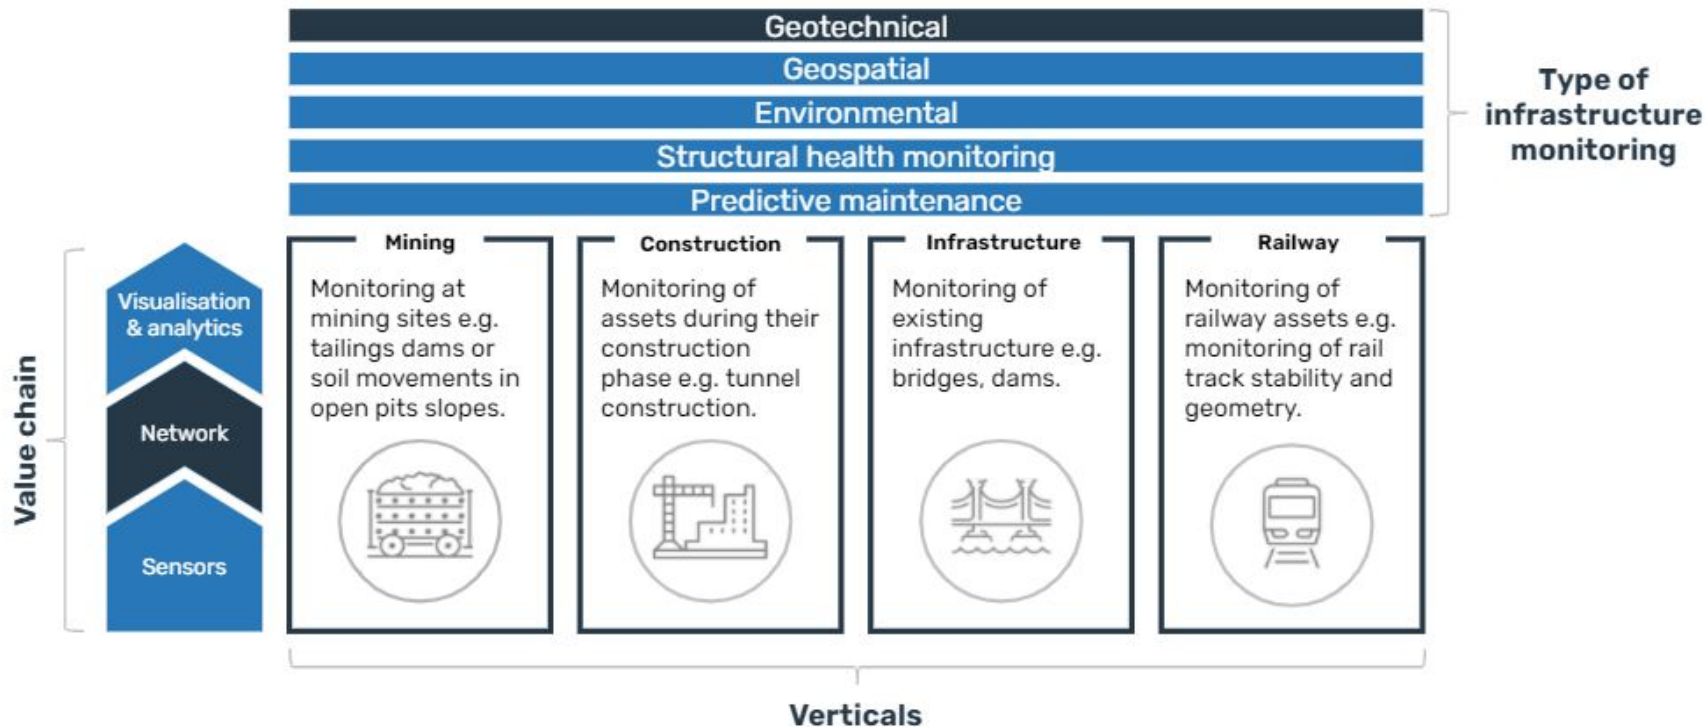 Geotechnical
Geospatial
Environmental
Structural health monitoring
Predictive maintenance
Type of
infrastructure
monitoring
Value chain
Visualisation
& analytics
Network
Sensors
Mining
Monitoring at
mining sites e.g.
tailings dams or
soil movements in
open pits slopes.
Construction
Monitoring of
assets during their
construction
phase e.g. tunnel
construction.
Infrastructure
Monitoring of
existing
infrastructure e.g.
bridges, dams.
Railway
Monitoring of
railway assets e.g.
monitoring of rail
track stability and
geometry.
Verticals